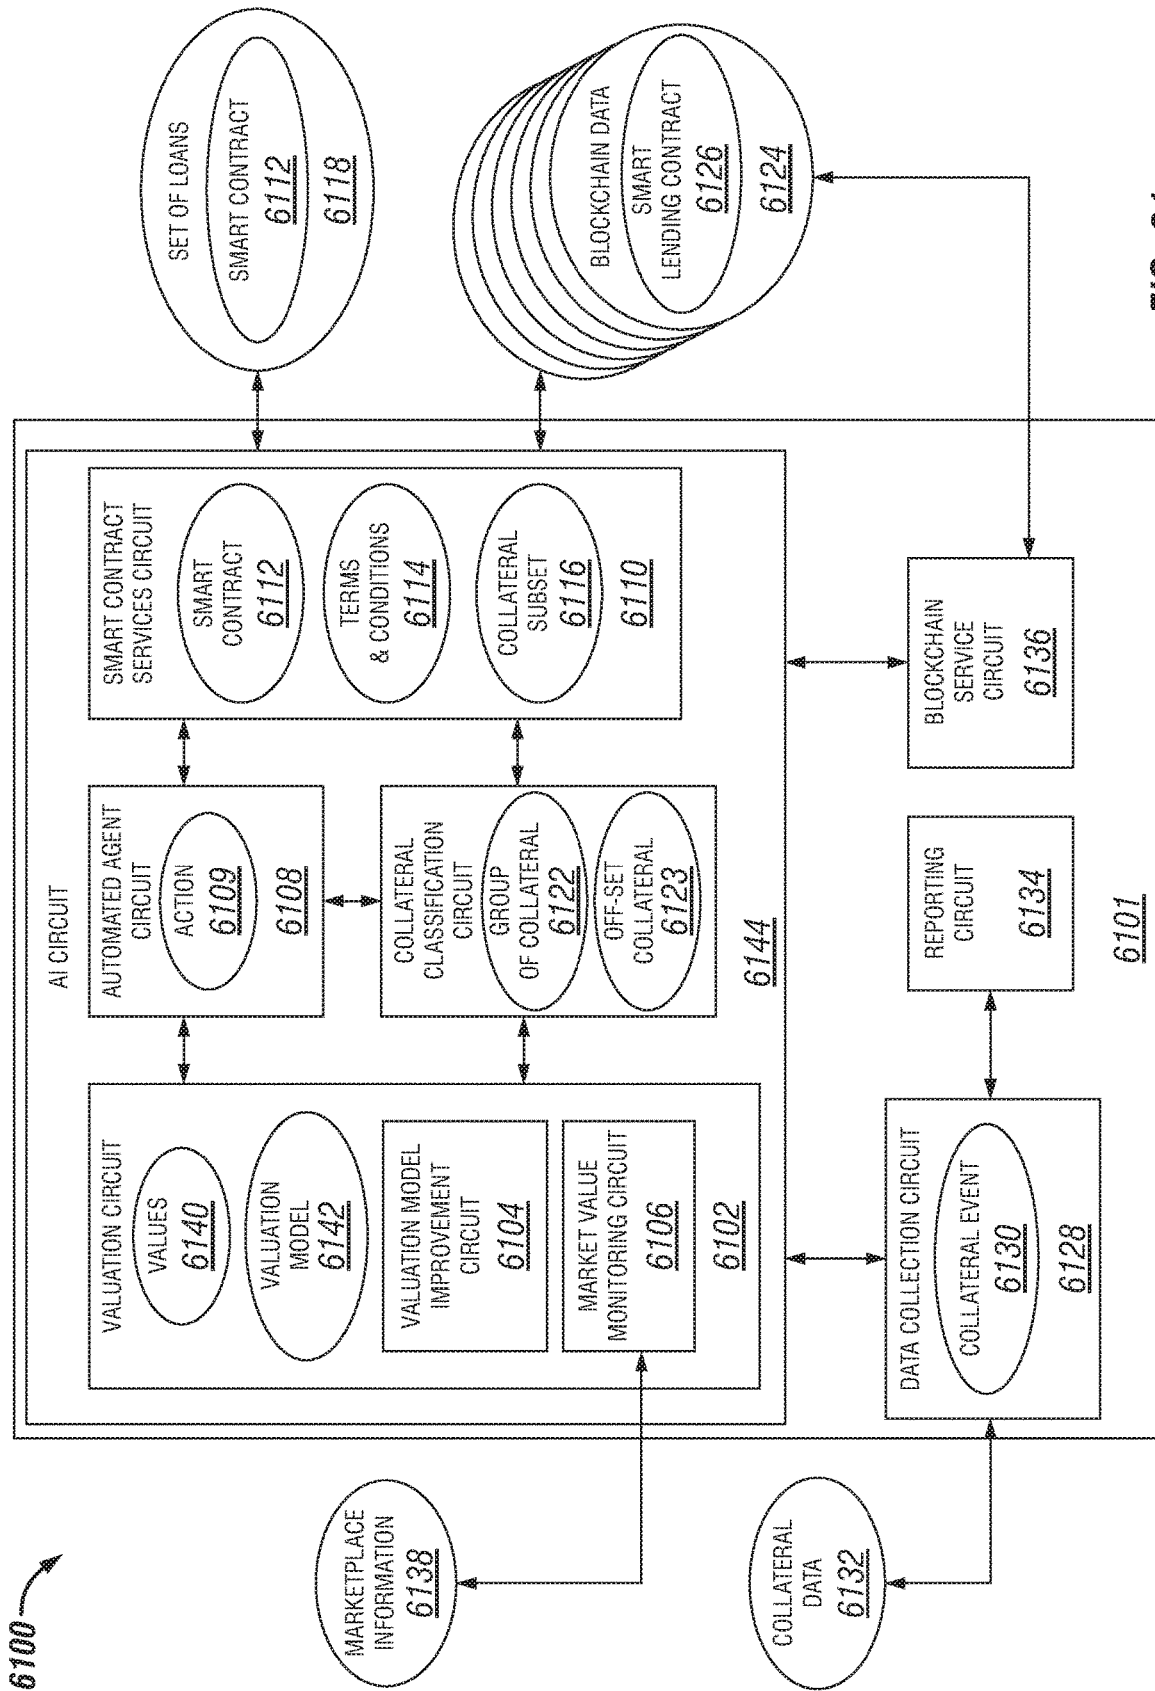 6100
AI CIRCUIT
VALUATION CIRCUIT
VALUES
6140
VALUATION
MODEL
6142
VALUATION MODEL
IMPROVEMENT
CIRCUIT
6104
MARKET VALUE
MONITORING CIRCUIT
6106
6102
AUTOMATED AGENT
CIRCUIT
ACTION
6109
6108
COLLATERAL
CLASSIFICATION
CIRCUIT
GROUP
OF COLLATERAL
6122
OFF-SET
COLLATERAL
6123
6144
SMART CONTRACT
SERVICES CIRCUIT
SMART
CONTRACT
6112
TERMS
& CONDITIONS
6114
COLLATERAL
SUBSET
6116
6110
SET OF LOANS
SMART CONTRACT
6112
6118
BLOCKCHAIN DATA
SMART
LENDING CONTRACT
6126
6124
MARKETPLACE
INFORMATION
6138
COLLATERAL
DATA
6132
DATA COLLECTION CIRCUIT
COLLATERAL EVENT
6130
6128
REPORTING
CIRCUIT
6134
BLOCKCHAIN
SERVICE
CIRCUIT
6136
6101